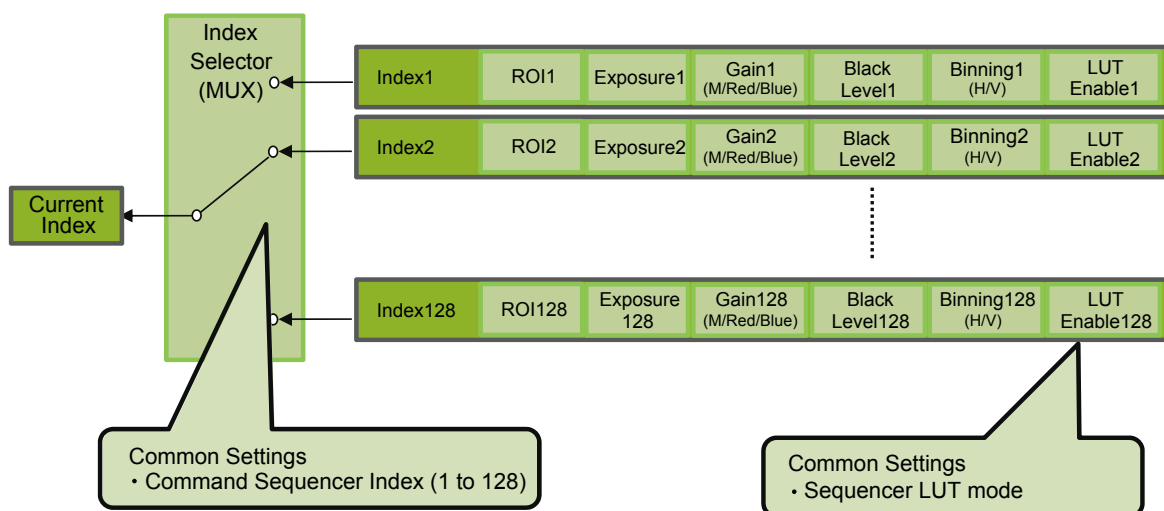 Index
Selector
(MUX)
Index1
ROI1
Exposure1
Gain1
(M/Red/Blue)
Black
Level1
Binning1
(H/V)
LUT
Enable1
Index2
ROI2
Exposure2
Gain2
(M/Red/Blue)
Black
Level2
Binning2
(H/V)
LUT
Enable2
Current
Index
Index128
ROI128
Exposure
128
Gain128
(M/Red/Blue)
Black
Level128
Binning128
(H/V)
LUT
Enable128
Common Settings
・Command Sequencer Index (1 to 128)
Common Settings
・Sequencer LUT mode